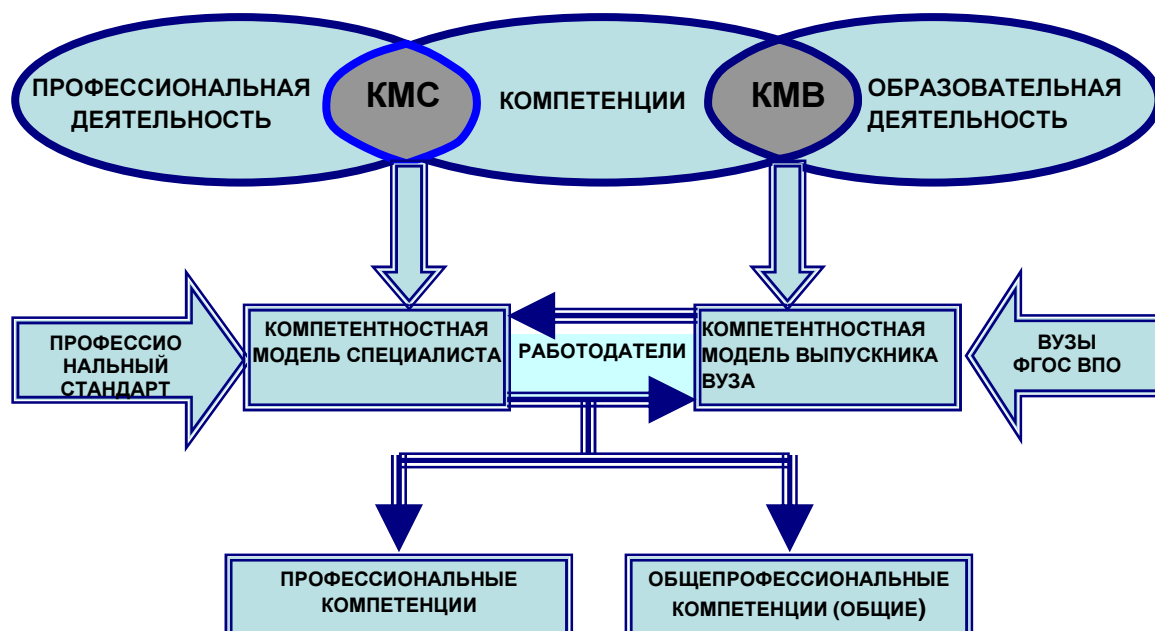 ПРОФЕССИОНАЛЬНАЯ
ДЕЯТЕЛЬНОСТЬ
КМС
КОМПЕТЕНЦИИ
КМВ
ОБРАЗОВАТЕЛЬНАЯ
ДЕЯТЕЛЬНОСТЬ
ПРОФЕССИО
НАЛЬНЫЙ
СТАНДАРТ
КОМПЕТЕНТНОСТНАЯ
МОДЕЛЬ СПЕЦИАЛИСТА
РАБОТОДАТЕЛИ
КОМПЕТЕНТНОСТНАЯ
МОДЕЛЬ ВЫПУСКНИКА
ВУЗА
ВУЗЫ
ФГОС ВПО
ПРОФЕССИОНАЛЬНЫЕ
КОМПЕТЕНЦИИ
ОБЩЕПРОФЕССИОНАЛЬНЫЕ
КОМПЕТЕНЦИИ (ОБЩИЕ)